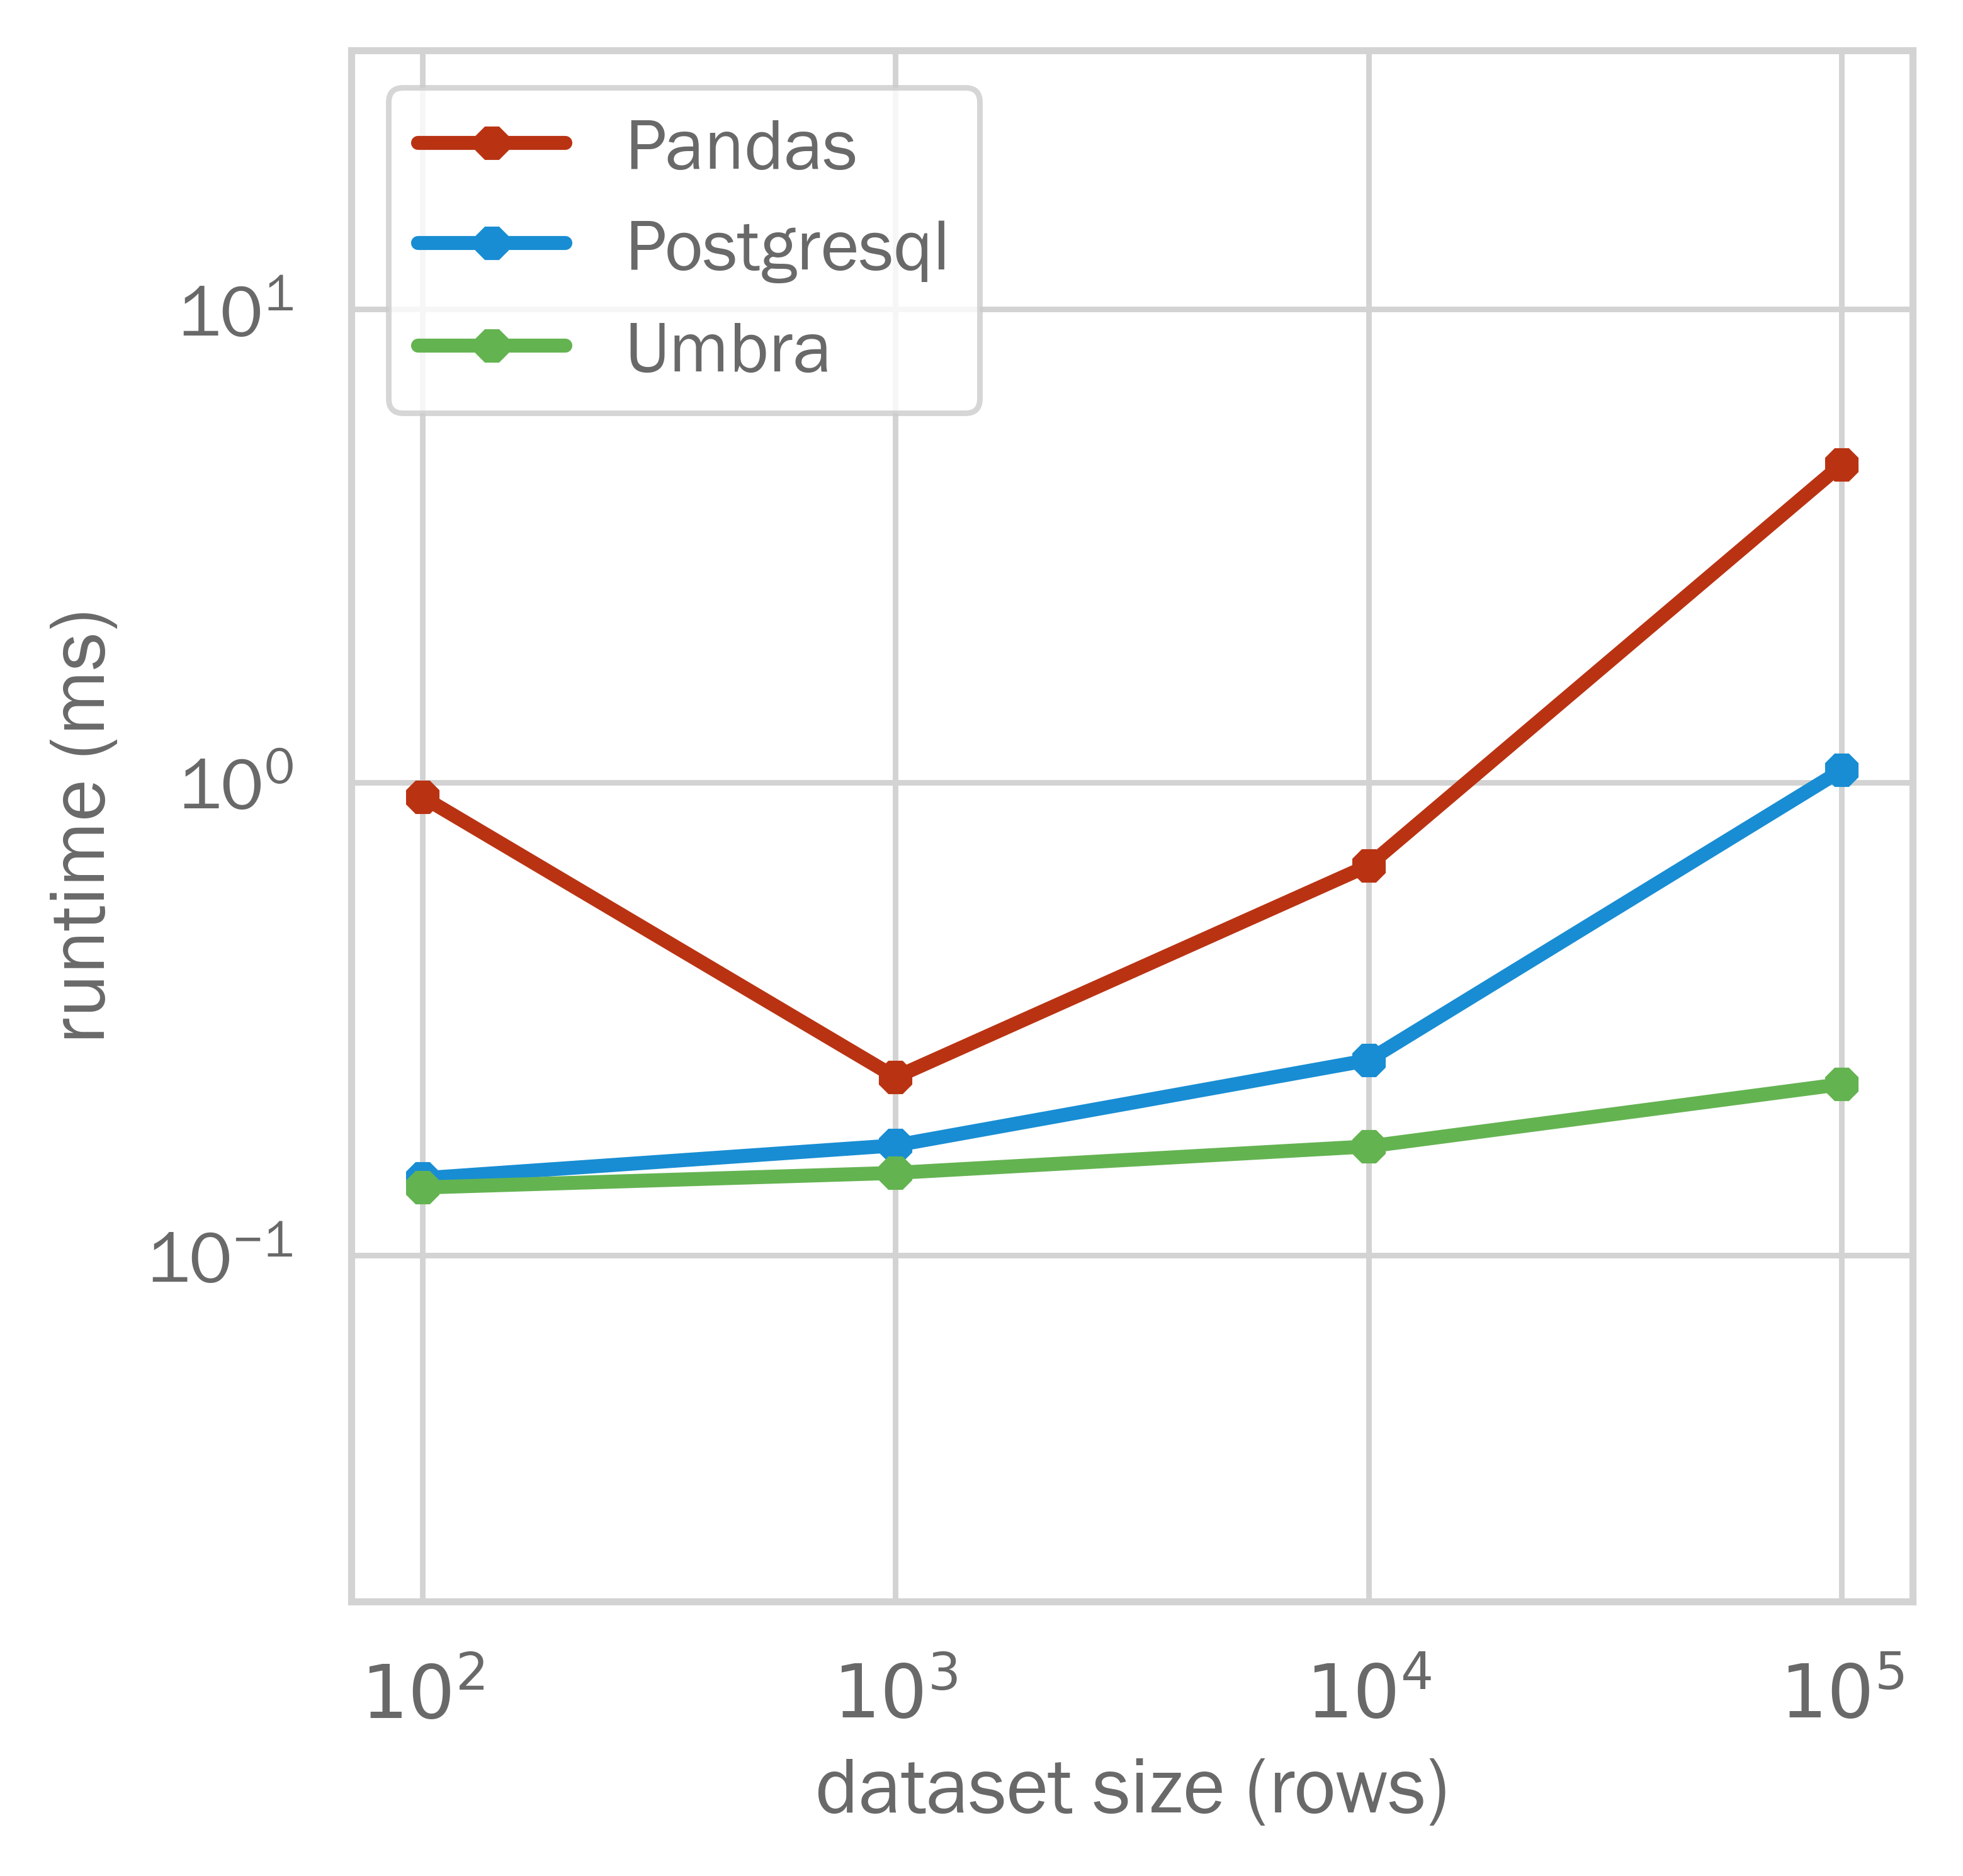 Pandas
Postgresql
Umbra
10¹
10⁰
10⁻¹
runtime (ms)
10² 10³ 10⁴ 10⁵
dataset size (rows)